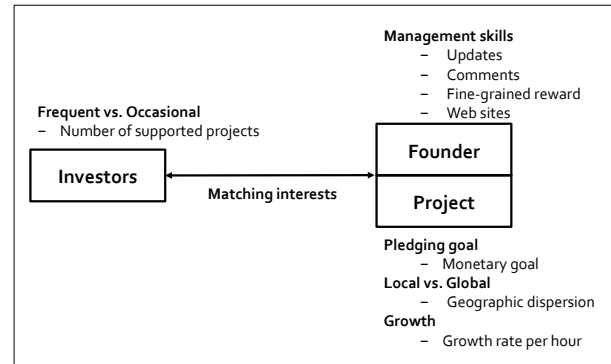 Management skills
– Updates
– Comments
– Fine-grained reward
– Web sites
Frequent vs. Occasional
– Number of supported projects
Investors
Matching interests
Founder
Project
Pledging goal
– Monetary goal
Local vs. Global
– Geographic dispersion
Growth
– Growth rate per hour